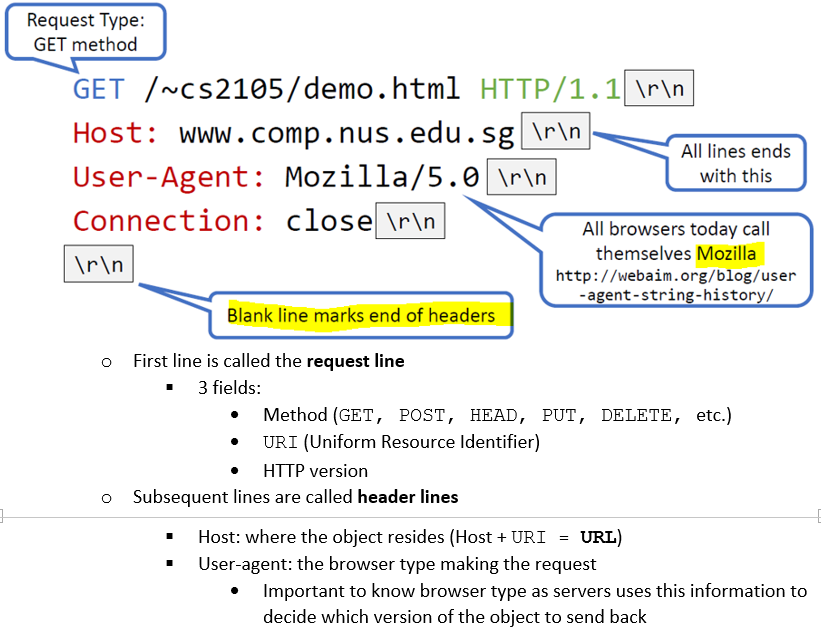 Request Type:
GET method
GET /~cs2105/demo.html HTTP/1.1 \r\n
Host: www.comp.nus.edu.sg \r\n
All lines ends
with this
User-Agent: Mozilla/5.0 \r\n
Connection: close \r\n
All browsers today call
themselves Mozilla
http://webaim.org/blog/user
-agent-string-history/
\r\n
Blank line marks end of headers
o First line is called the request line
▪ 3 fields:
• Method (GET, POST, HEAD, PUT, DELETE, etc.)
• URI (Uniform Resource Identifier)
• HTTP version
o Subsequent lines are called header lines
▪ Host: where the object resides (Host + URI = URL)
▪ User-agent: the browser type making the request
• Important to know browser type as servers uses this information to
decide which version of the object to send back